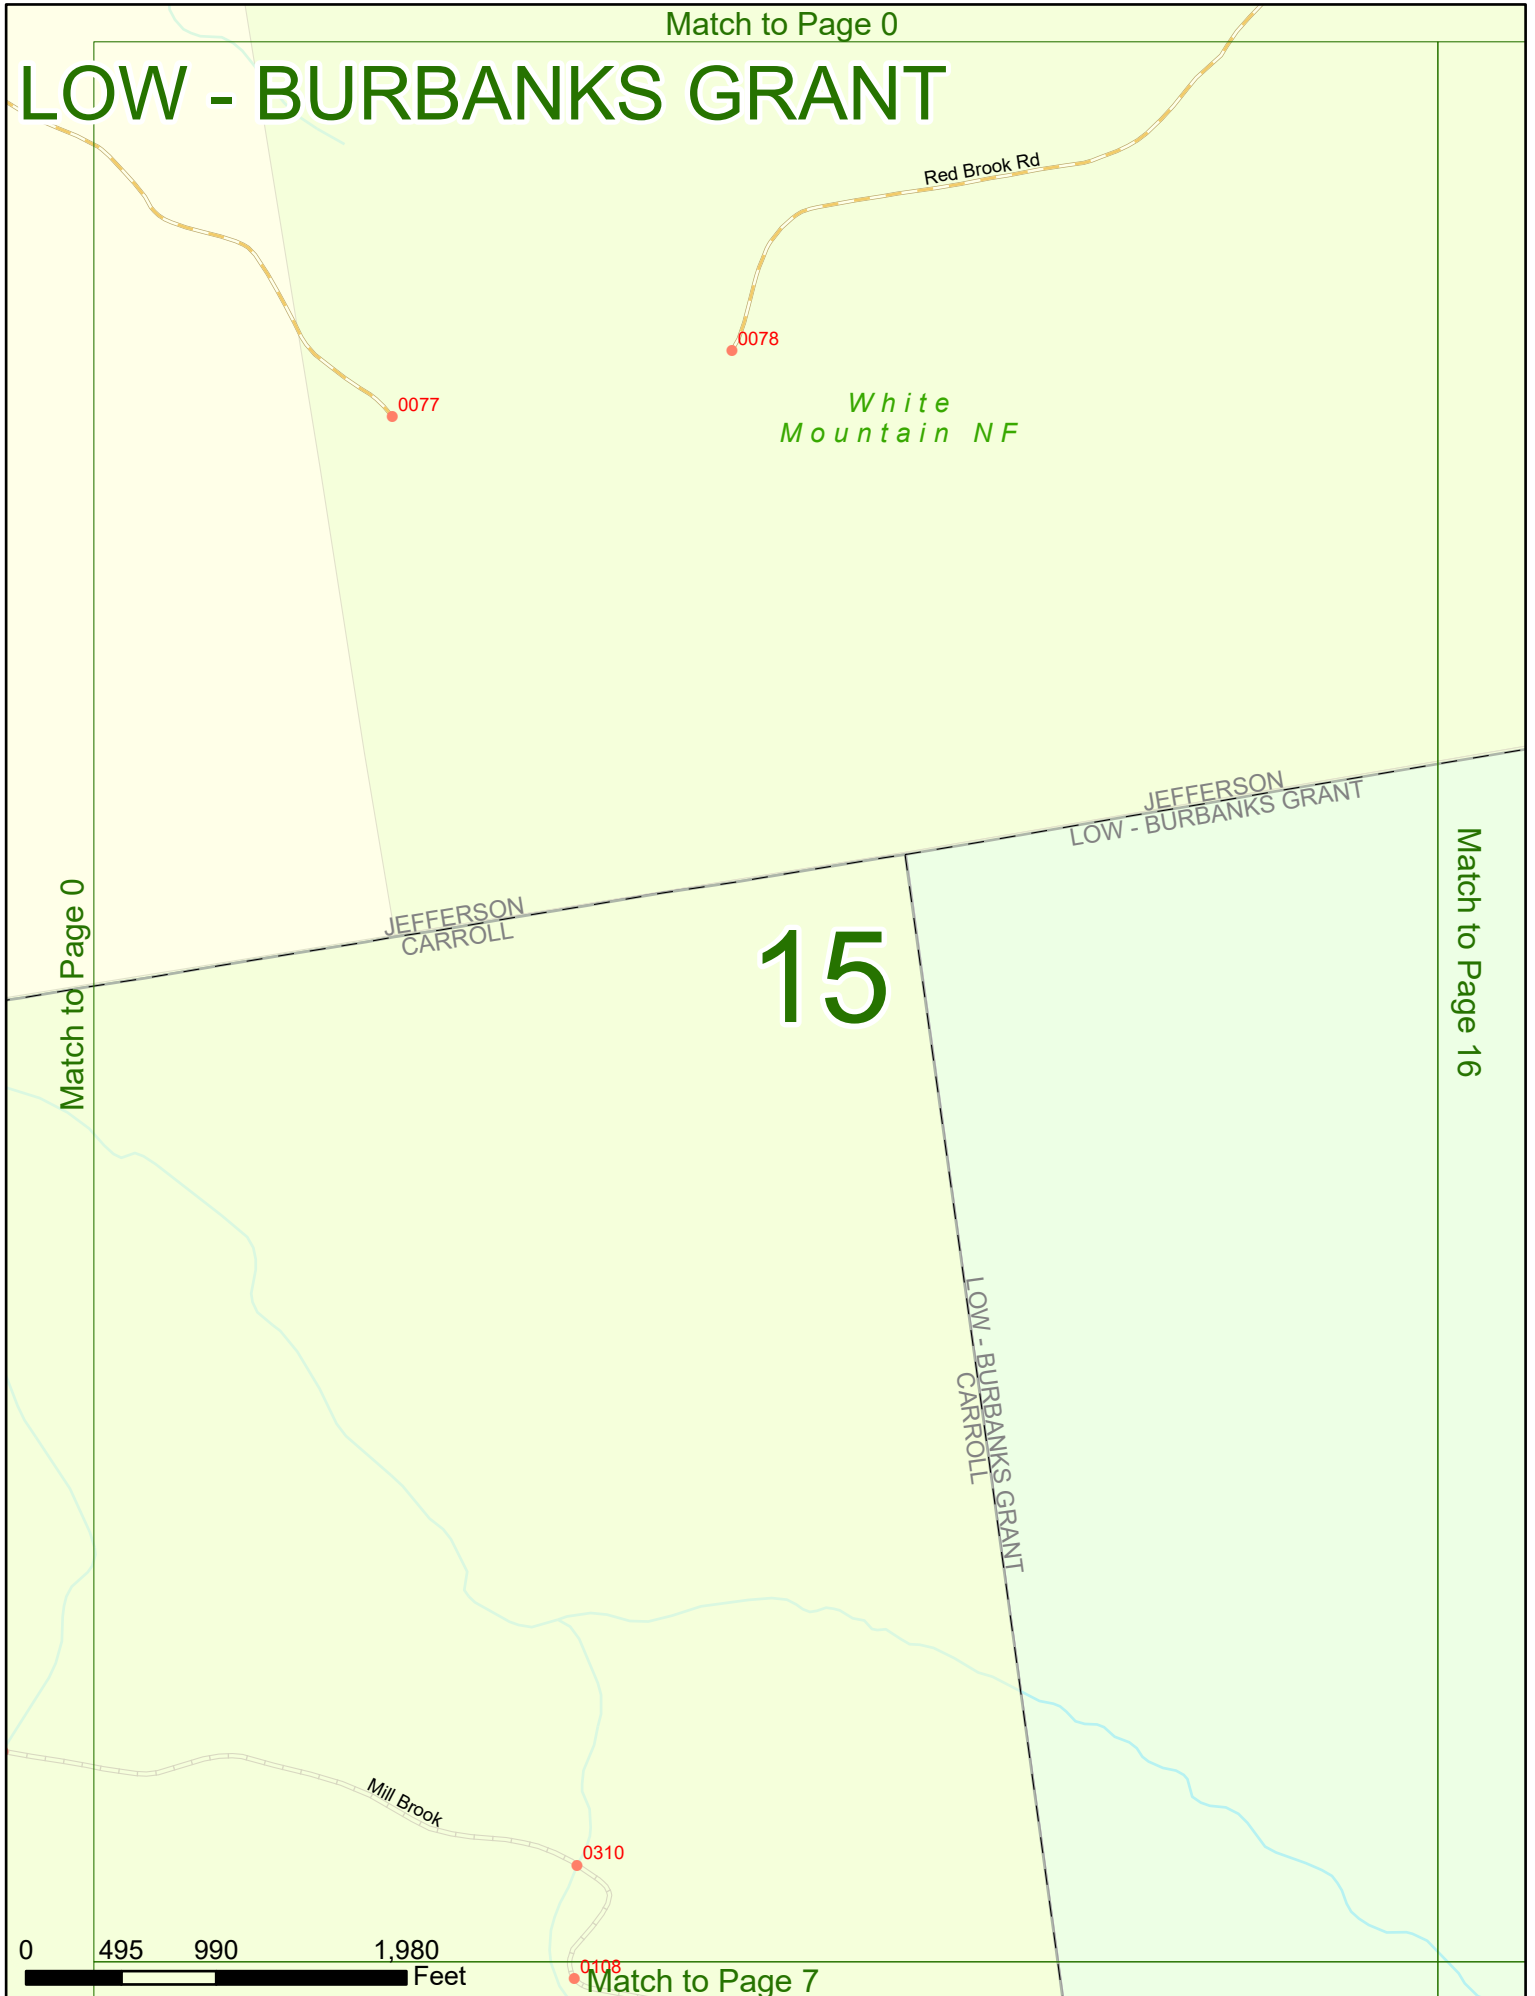 Match to Page 0
LOW - BURBANKS GRANT
Red Brook Rd
0078
0077
White
Mountain NF
JEFFERSON
LOW - BURBANKS GRANT
Match to Page 16
Match to Page 0
JEFFERSON
CARROLL
15
LOW - BURBANKS GRANT
CARROLL
Mill Brook
0310
0 495 990 1,980
Feet
0108
Match to Page 7